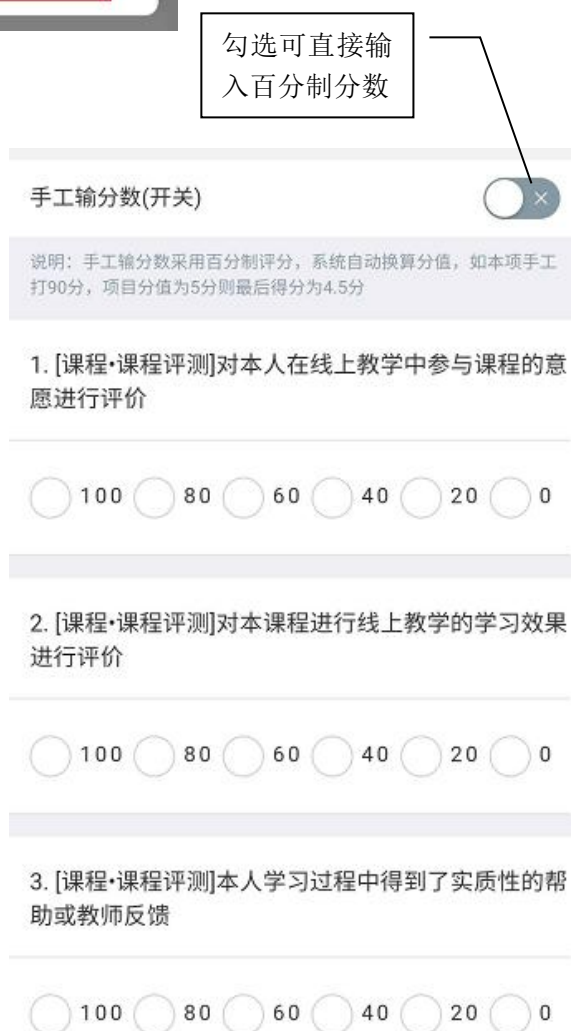 勾选可直接输
入百分制分数
手工输分数(开关)
说明：手工输分数采用百分制评分，系统自动换算分值，如本项手工
打90分，项目分值为5分则最后得分为4.5分
1. [课程•课程评测]对本人在线上教学中参与课程的意
愿进行评价
100 80 60 40 20 0
2. [课程•课程评测]对本课程进行线上教学的学习效果
进行评价
100 80 60 40 20 0
3. [课程•课程评测]本人学习过程中得到了实质性的帮
助或教师反馈
100 80 60 40 20 0